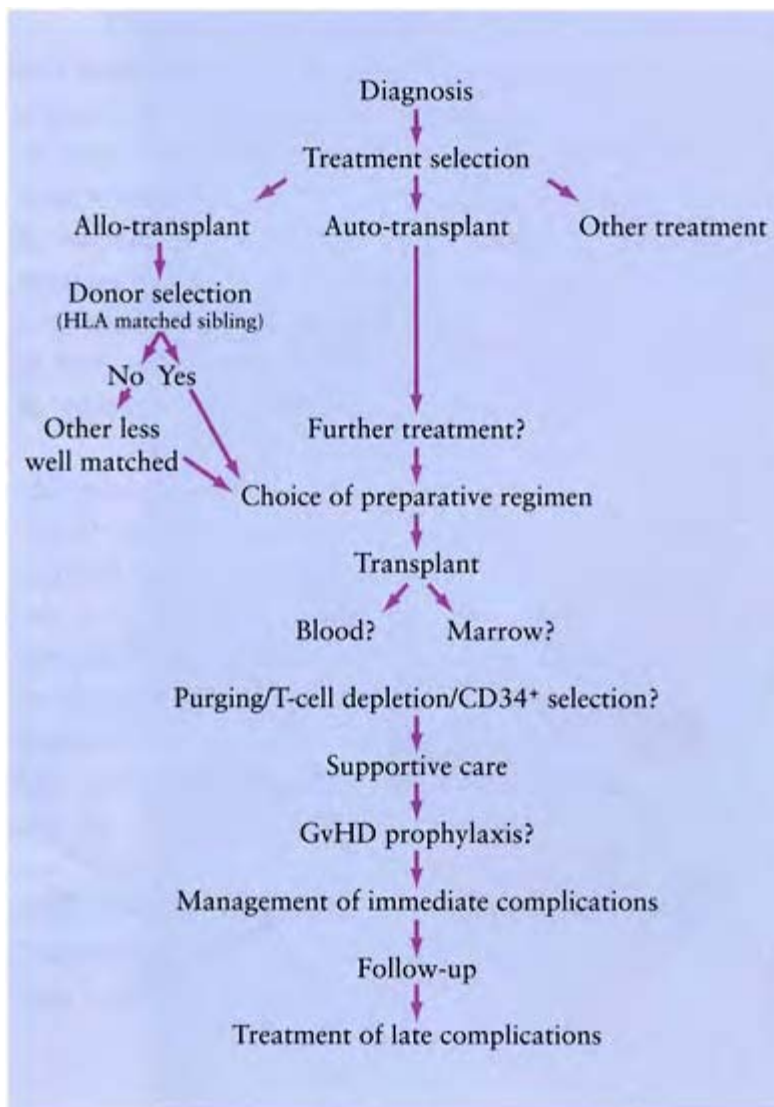 Diagnosis
Treatment selection
Allo-transplant Auto-transplant Other treatment
Donor selection
(HLA matched sibling)
No Yes
Other less
well matched
Further treatment?
Choice of preparative regimen
Transplant
Blood? Marrow?
Purging/T-cell depletion/CD34⁺ selection?
Supportive care
GvHD prophylaxis?
Management of immediate complications
Follow-up
Treatment of late complications